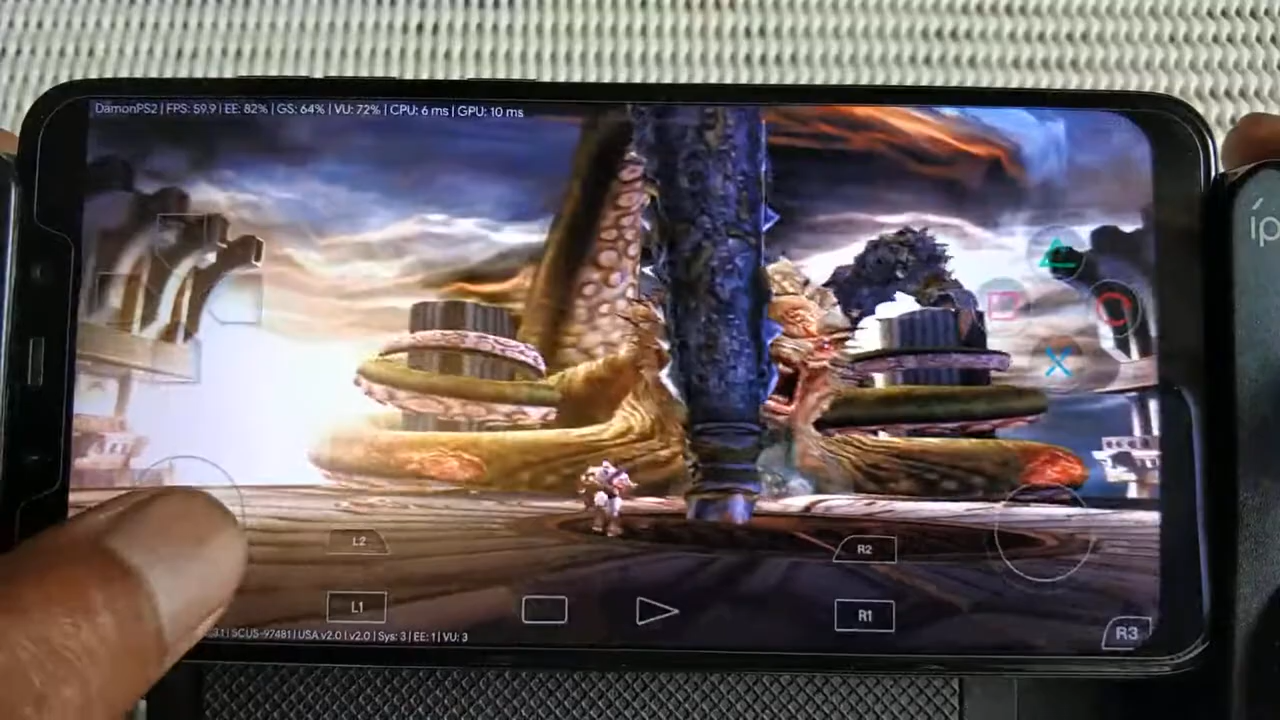 DamonPS2 | FPS: 59.9 | EE: 82% | GS: 64% | VU: 72% | CPU: 6 ms | GPU: 10 ms
íp
L2
R2
L1
R1
R3
SCUS-97481 | USA v2.0 | v2.0 | Sys: 3 | EE: 1 | VU: 3